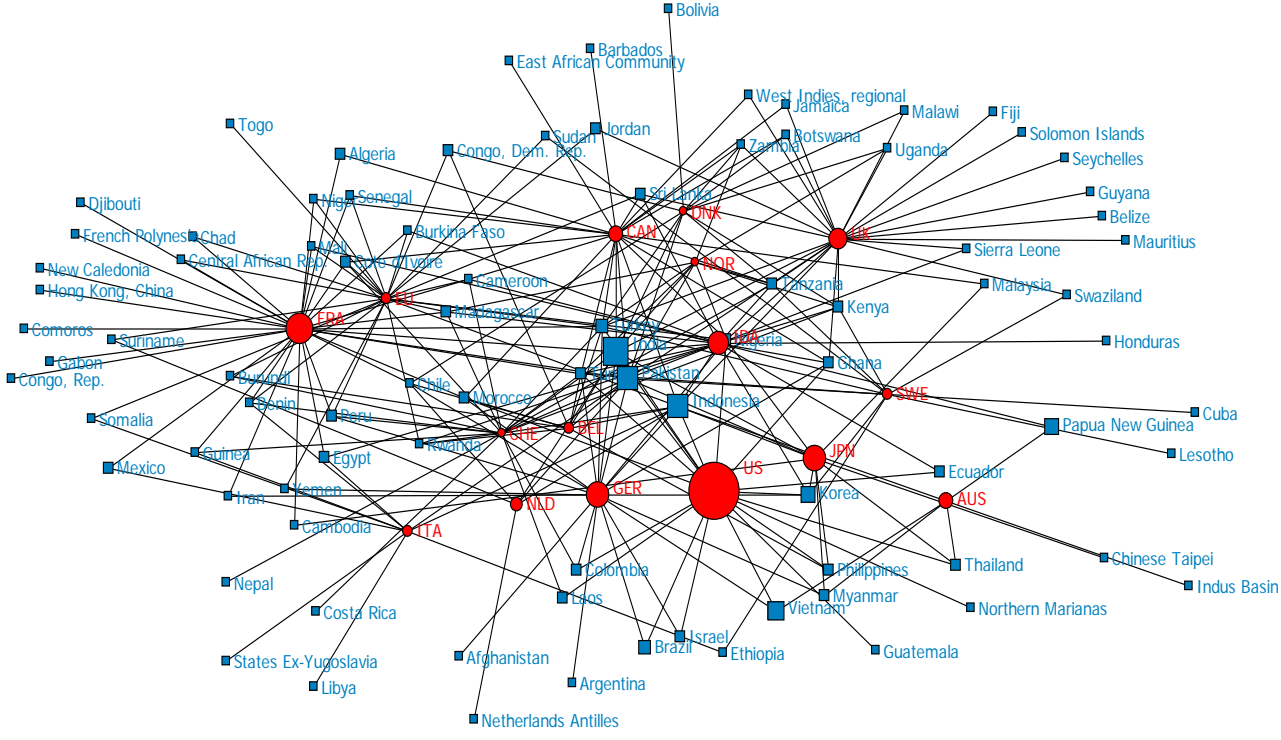 Bolivia
Barbados
East African Community
West Indies, regional
Jamaica
Malawi
Fiji
Togo
Sudan
Jordan
Botswana
Solomon Islands
Algeria
Congo, Dem. Rep.
Zambia
Uganda
Seychelles
Niger
Senegal
Sri Lanka
Guyana
Djibouti
DNK
Belize
French Polynesia
Chad
Burkina Faso
CAN
UK
Mauritius
Mali
Sierra Leone
Central African Rep.
Cote d'Ivoire
NOR
New Caledonia
Cameroon
Tanzania
Malaysia
Hong Kong, China
EU
Swaziland
Madagascar
Kenya
FRA
Turkey
Comoros
Suriname
India
IDA
Nigeria
Honduras
Gabon
Ghana
Congo, Rep.
Burundi
Chile
Pakistan
Morocco
SWE
Benin
Indonesia
Somalia
Peru
Cuba
CHE
BEL
Papua New Guinea
Guinea
Rwanda
JPN
Lesotho
Mexico
Egypt
US
Ecuador
Iran
Yemen
GER
Korea
AUS
NLD
Cambodia
ITA
Chinese Taipei
Colombia
Philippines
Thailand
Nepal
Indus Basin
Laos
Myanmar
Costa Rica
Vietnam
Northern Marianas
Israel
Brazil
Ethiopia
Guatemala
States Ex-Yugoslavia
Afghanistan
Libya
Argentina
Netherlands Antilles